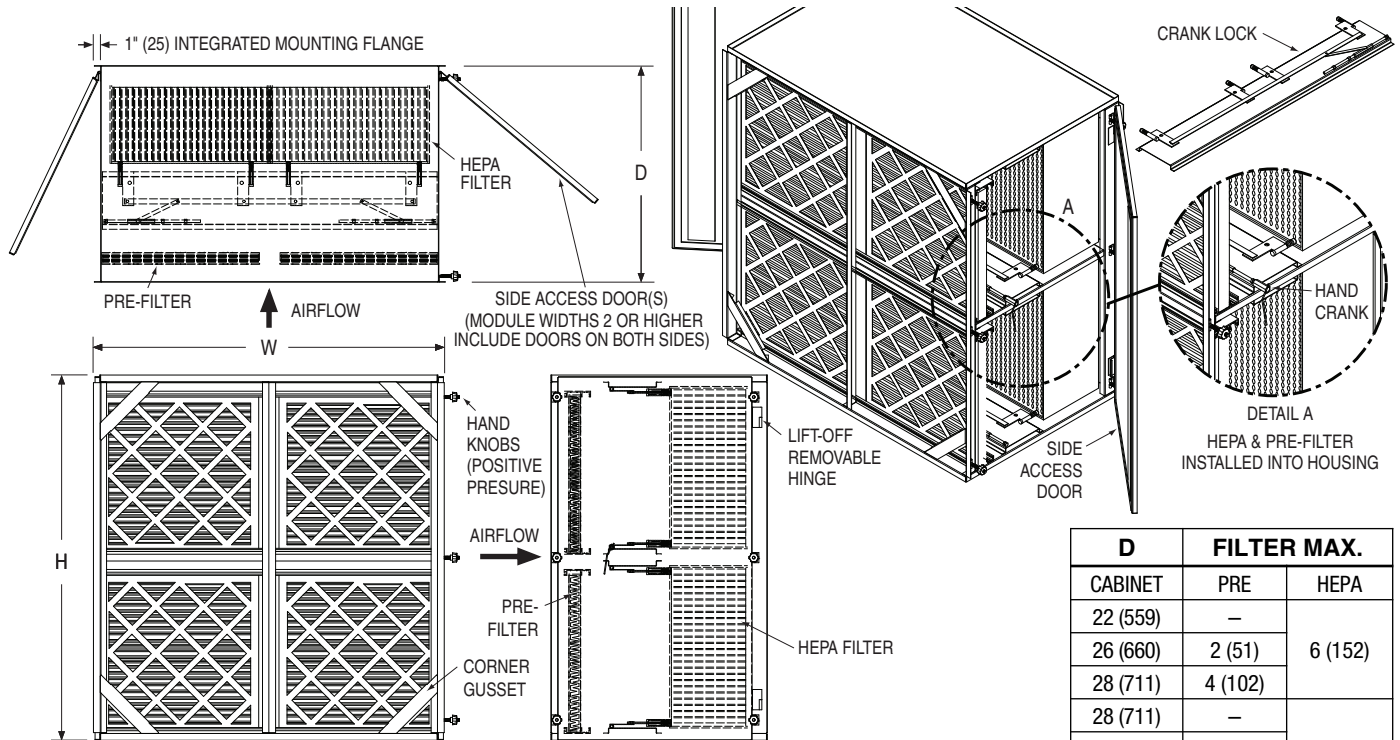 1" (25) INTEGRATED MOUNTING FLANGE
HEPA
FILTER
D
PRE-FILTER
AIRFLOW
SIDE ACCESS DOOR(S)
(MODULE WIDTHS 2 OR HIGHER
INCLUDE DOORS ON BOTH SIDES)
W
H
HAND
KNOBS
(POSITIVE
PRESURE)
CORNER
GUSSET
AIRFLOW
PRE-
FILTER
LIFT-OFF
REMOVABLE
HINGE
HEPA FILTER
A
SIDE
ACCESS
DOOR
CRANK LOCK
HAND
CRANK
DETAIL A
HEPA & PRE-FILTER
INSTALLED INTO HOUSING
D FILTER MAX.
CABINET PRE HEPA
22 (559) –
26 (660) 2 (51) 6 (152)
28 (711) 4 (102)
28 (711) –